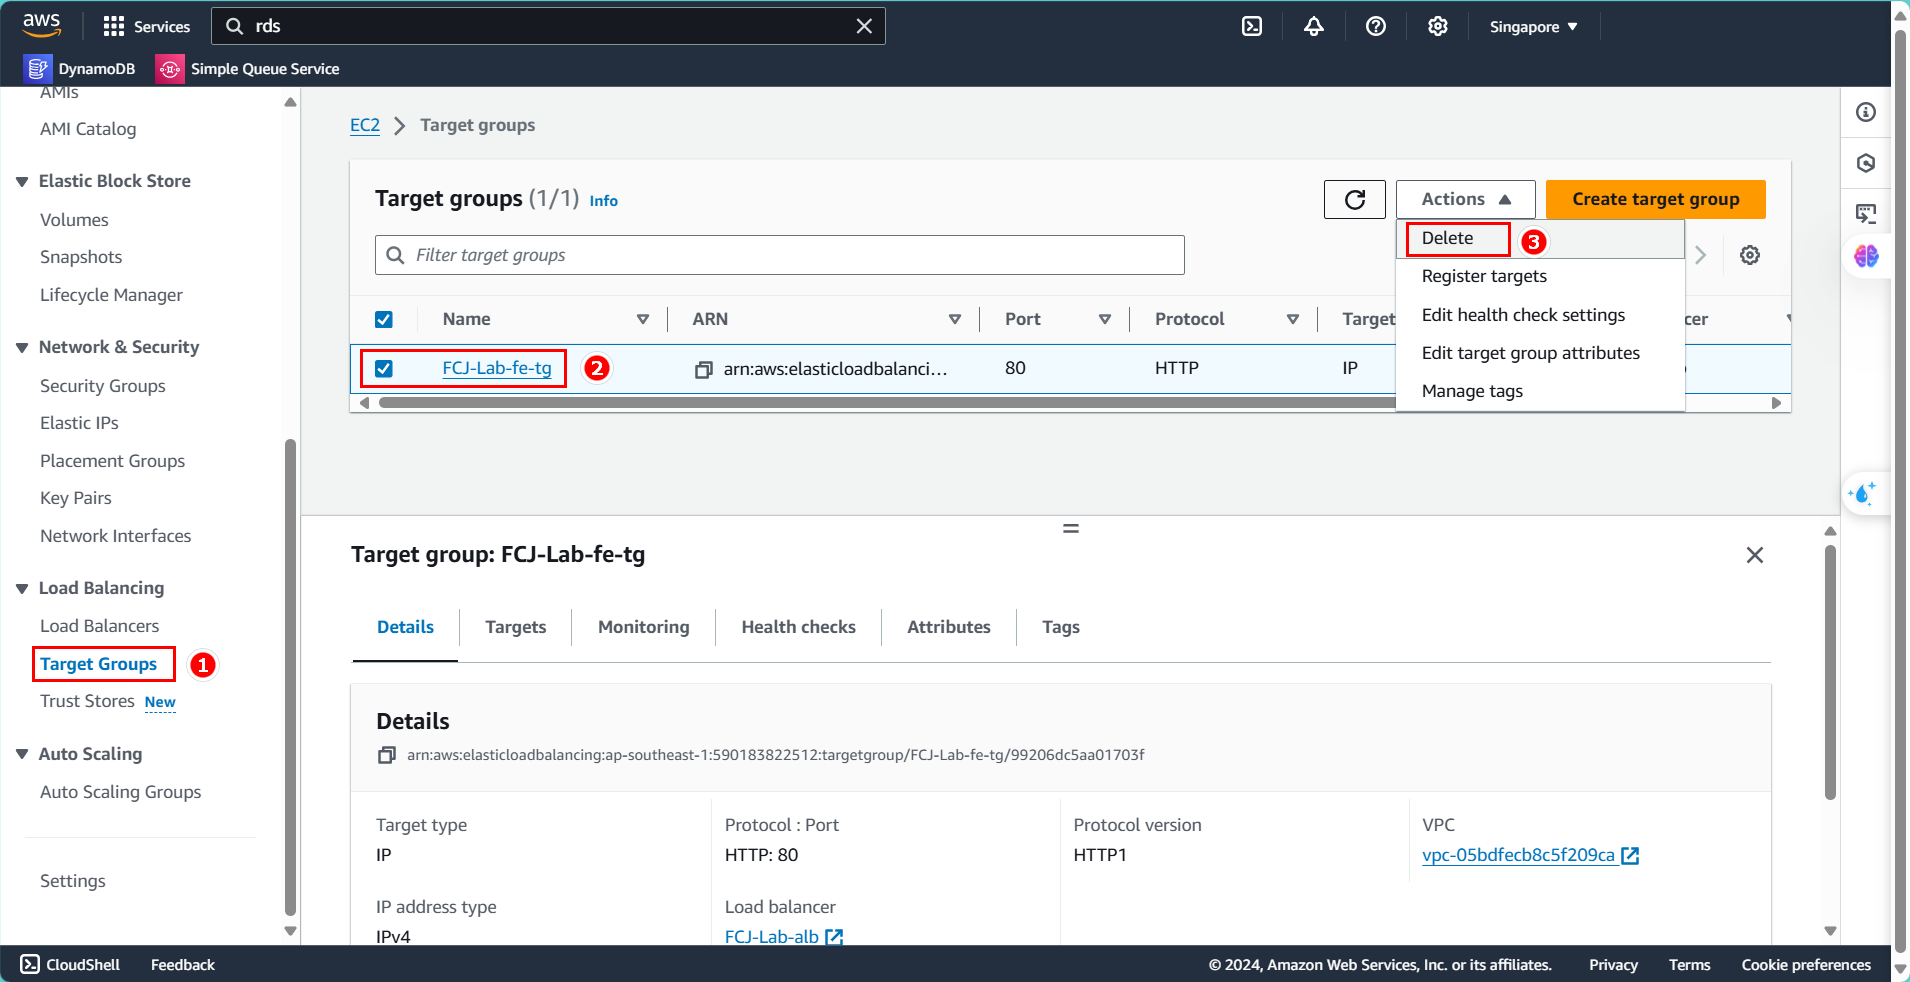 aws
Services
rds
Singapore
DynamoDB
Simple Queue Service
AMIs
AMI Catalog
Elastic Block Store
Volumes
Snapshots
Lifecycle Manager
Network & Security
Security Groups
Elastic IPs
Placement Groups
Key Pairs
Network Interfaces
Load Balancing
Load Balancers
Target Groups 1
Trust Stores New
Auto Scaling
Auto Scaling Groups
Settings
EC2 Target groups
Target groups (1/1) Info
Actions
Create target group
Filter target groups
Delete 3
Register targets
Edit health check settings
Edit target group attributes
Manage tags
Name ARN Port Protocol Target cer
FCJ-Lab-fe-tg 2 arn:aws:elasticloadbalanci... 80 HTTP IP
Target group: FCJ-Lab-fe-tg
Details Targets Monitoring Health checks Attributes Tags
Details
arn:aws:elasticloadbalancing:ap-southeast-1:590183822512:targetgroup/FCJ-Lab-fe-tg/99206dc5aa01703f
Target type
IP
Protocol : Port
HTTP: 80
Protocol version
HTTP1
VPC
vpc-05bdfecb8c5f209ca
IP address type
IPv4
Load balancer
FCJ-Lab-alb
CloudShell Feedback © 2024, Amazon Web Services, Inc. or its affiliates. Privacy Terms Cookie preferences